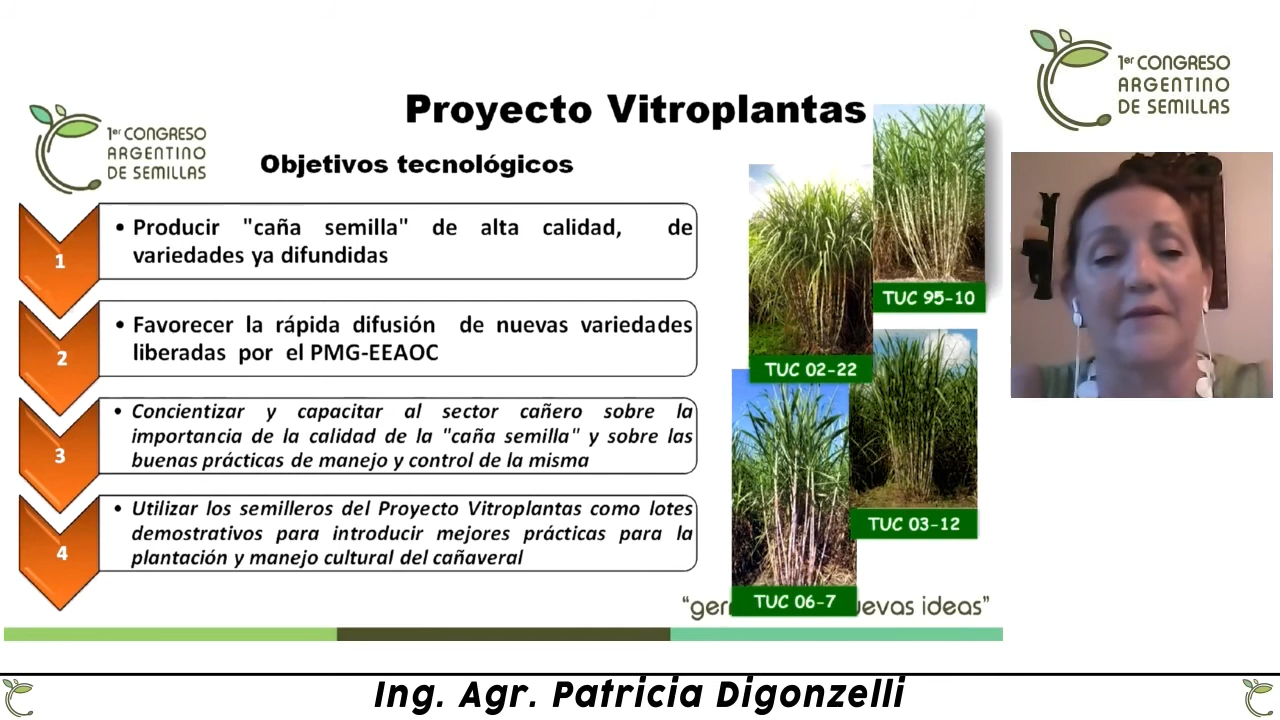 Proyecto Vitroplantas
1er CONGRESO
ARGENTINO
DE SEMILLAS
Objetivos tecnológicos
1
• Producir "caña semilla" de alta calidad, de
variedades ya difundidas
2
• Favorecer la rápida difusión de nuevas variedades
liberadas por el PMG-EEAOC
3
• Concientizar y capacitar al sector cañero sobre la
importancia de la calidad de la "caña semilla" y sobre las
buenas prácticas de manejo y control de la misma
4
• Utilizar los semilleros del Proyecto Vitroplantas como lotes
demostrativos para introducir mejores prácticas para la
plantación y manejo cultural del cañaveral
TUC 95-10
TUC 02-22
TUC 03-12
TUC 06-7
ideas”
1er CONGRESO
ARGENTINO
DE SEMILLAS
Ing. Agr. Patricia Digonzelli